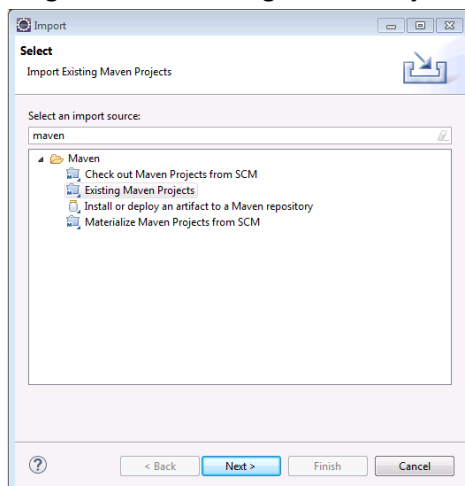 Import
Select
Import Existing Maven Projects
Select an import source:
maven
Maven
Check out Maven Projects from SCM
Existing Maven Projects
Install or deploy an artifact to a Maven repository
Materialize Maven Projects from SCM
?
< Back
Next >
Finish
Cancel